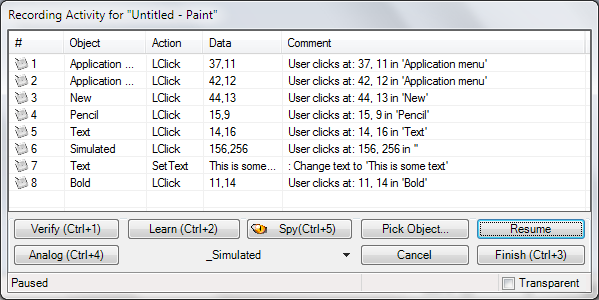 Recording Activity for "Untitled - Paint"
# Object Action Data Comment
1 Application ... LClick 37,11 User clicks at: 37, 11 in 'Application menu'
2 Application ... LClick 42,12 User clicks at: 42, 12 in 'Application menu'
3 New LClick 44,13 User clicks at: 44, 13 in 'New'
4 Pencil LClick 15,9 User clicks at: 15, 9 in 'Pencil'
5 Text LClick 14,16 User clicks at: 14, 16 in 'Text'
6 Simulated LClick 156,256 User clicks at: 156, 256 in ''
7 Text SetText This is some... : Change text to 'This is some text'
8 Bold LClick 11,14 User clicks at: 11, 14 in 'Bold'
Verify (Ctrl+1) Learn (Ctrl+2) Spy(Ctrl+5) Pick Object... Resume
Analog (Ctrl+4) _Simulated Cancel Finish (Ctrl+3)
Paused Transparent